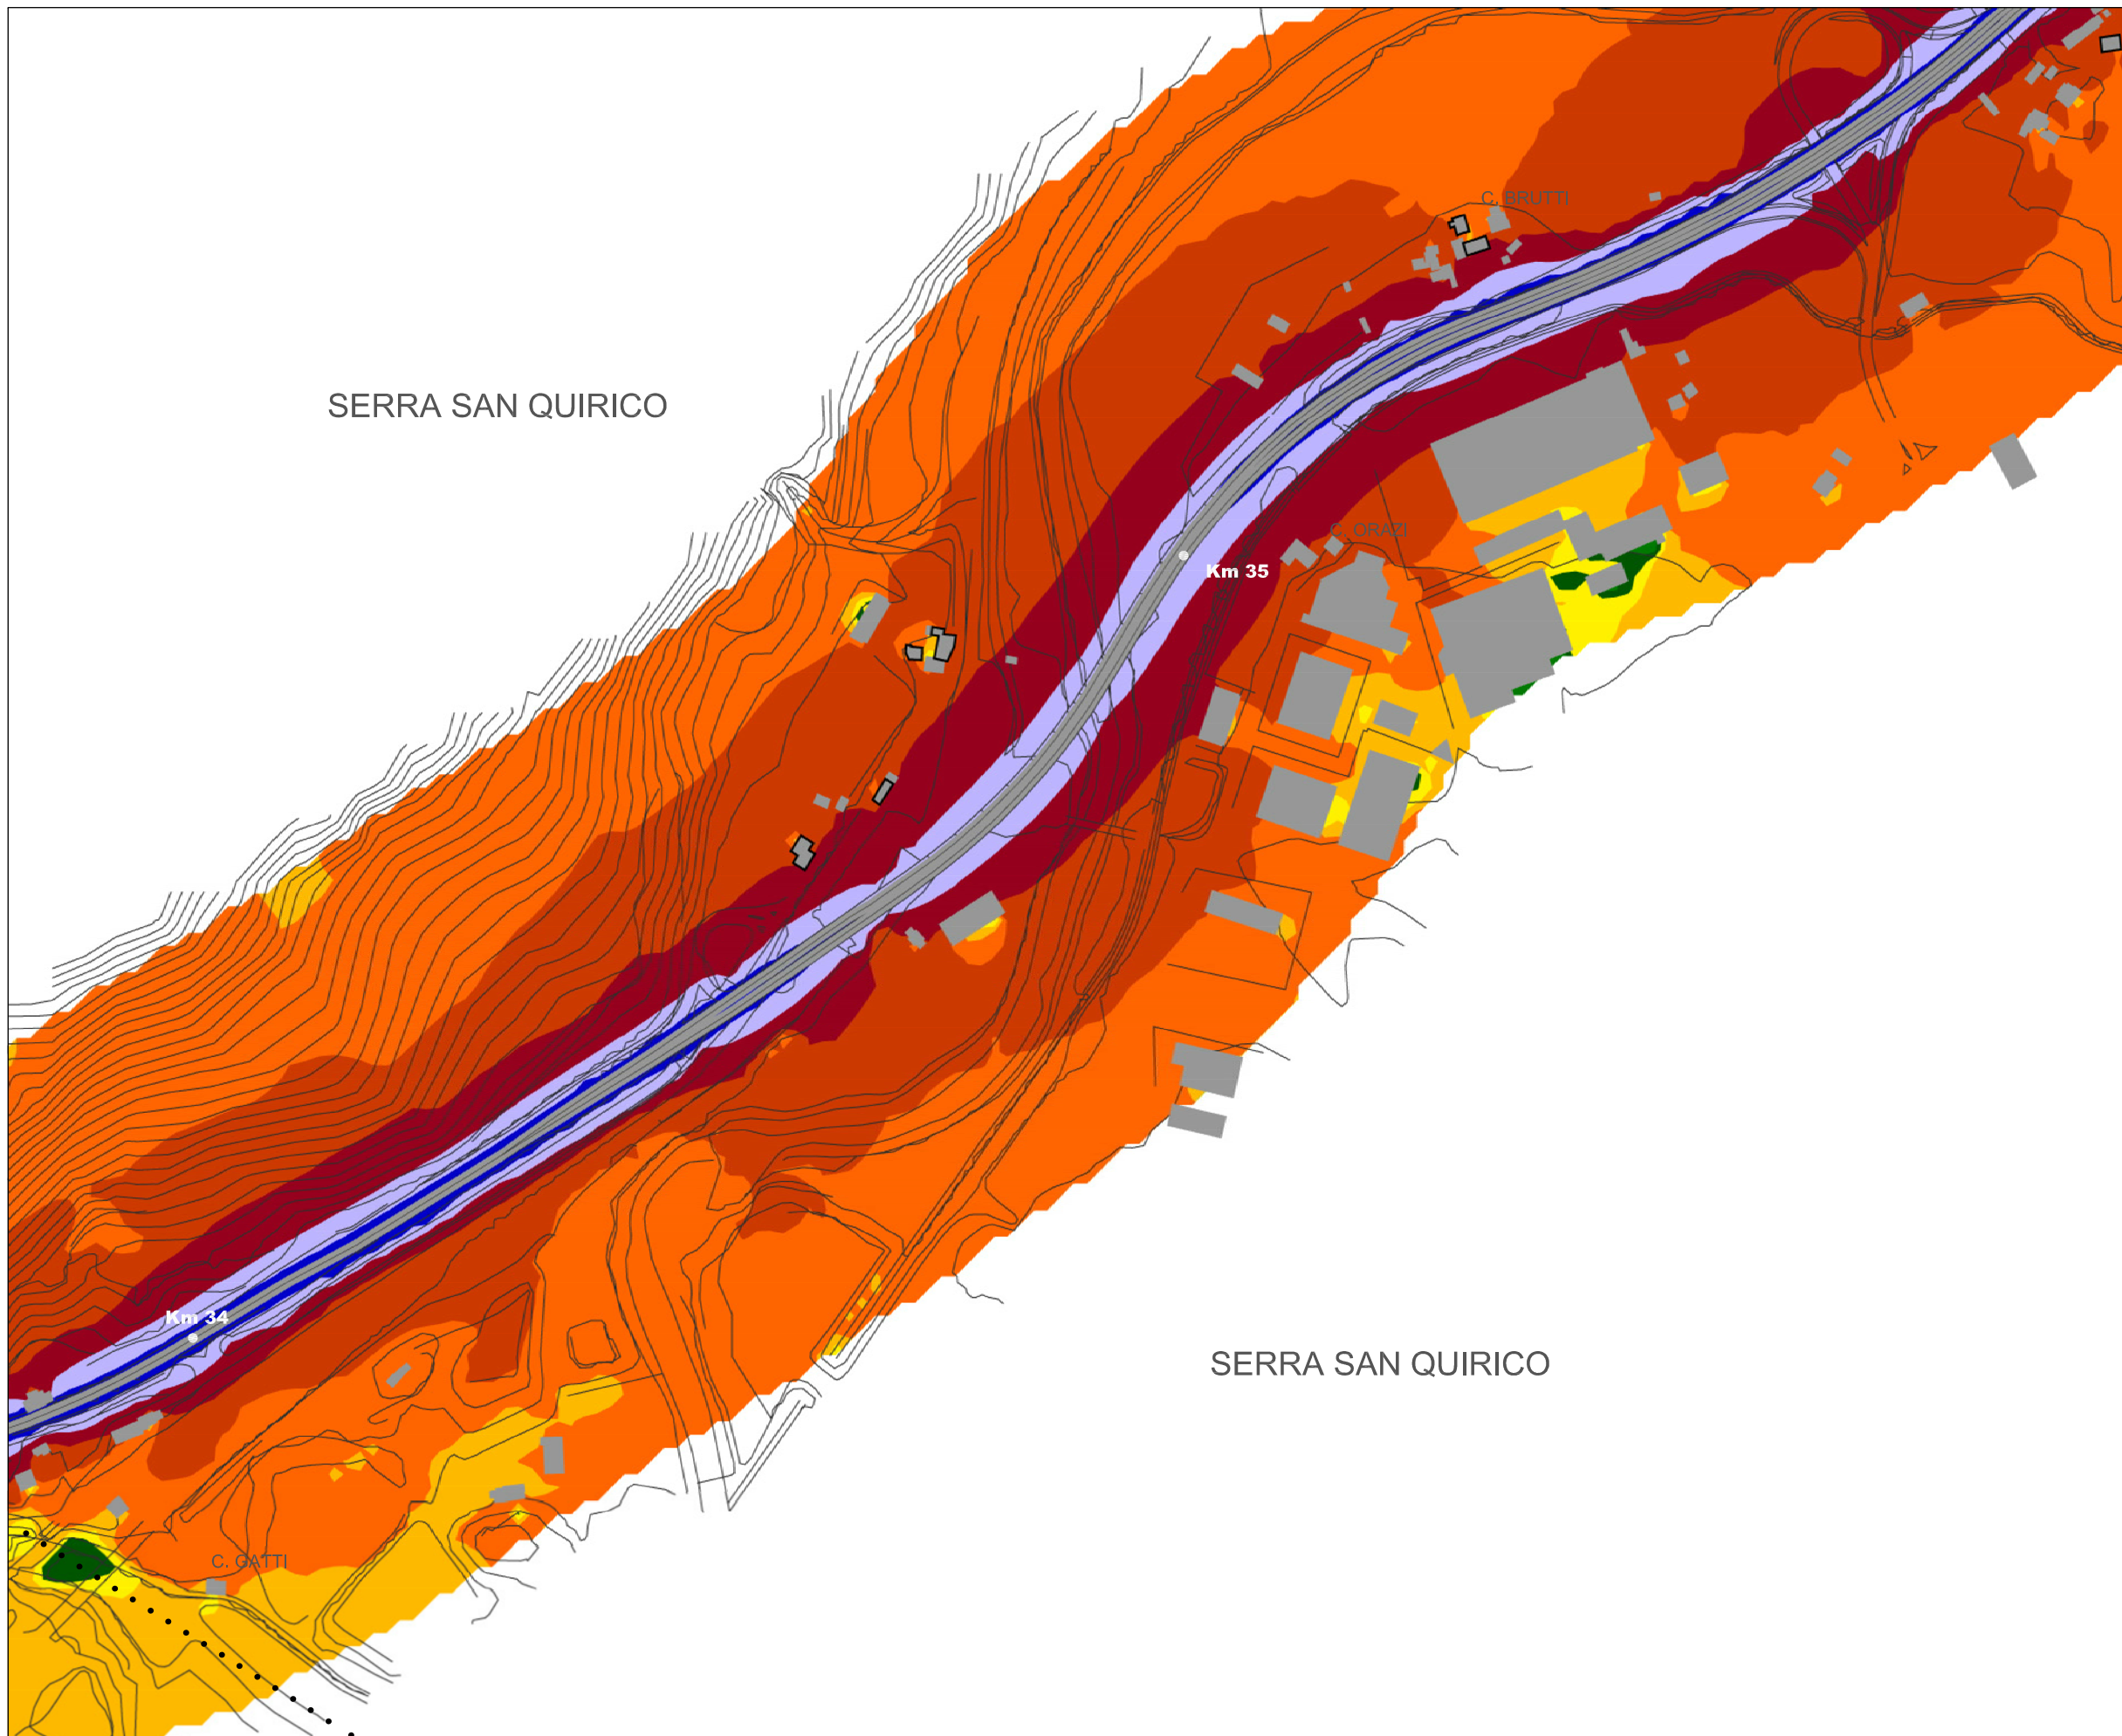 C. BRUTTI
SERRA SAN QUIRICO
C. ORAZI
Km 35
Km 34
SERRA SAN QUIRICO
C. GATTI